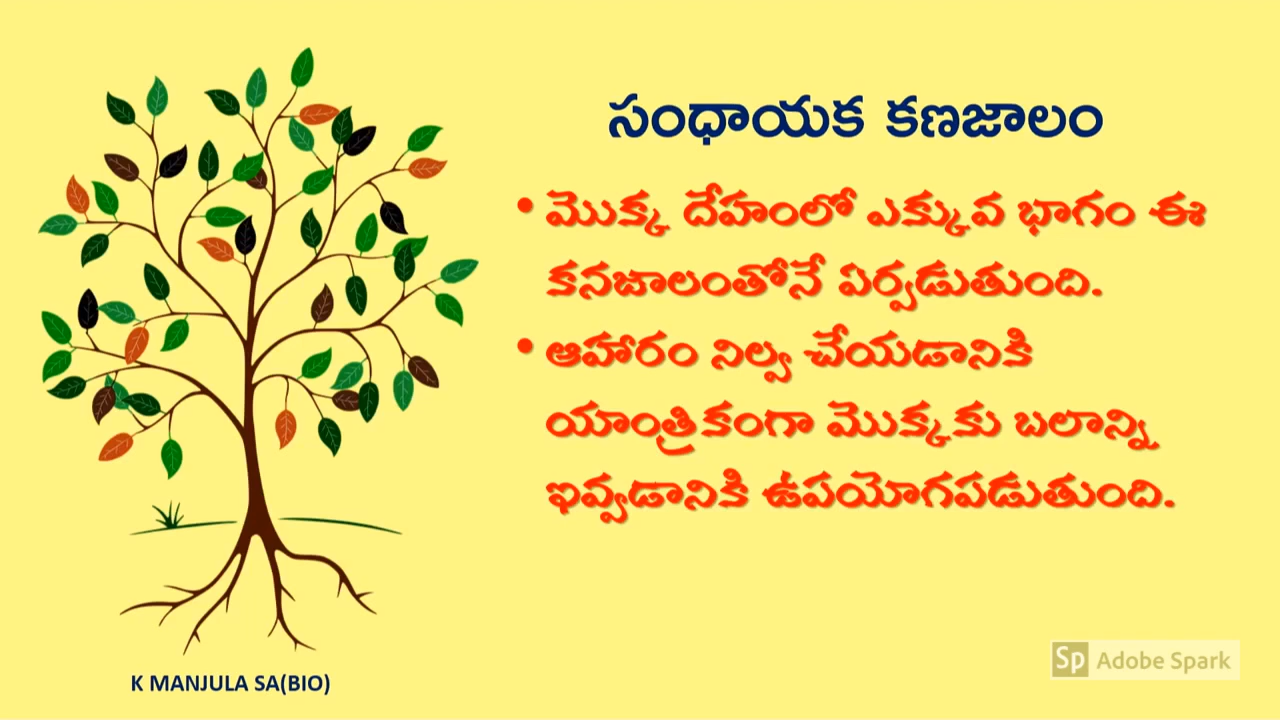 సంధాయక కణజాలం
• మొక్క దేహంలో ఎక్కువ భాగం ఈ
కనజాలంతోనే ఏర్పడుతుంది.
• ఆహారం నిల్వ చేయడానికి
యాంత్రికంగా మొక్కకు బలాన్ని
ఇవ్వడానికి ఉపయోగపడుతుంది.
K MANJULA SA(BIO)
Sp Adobe Spark